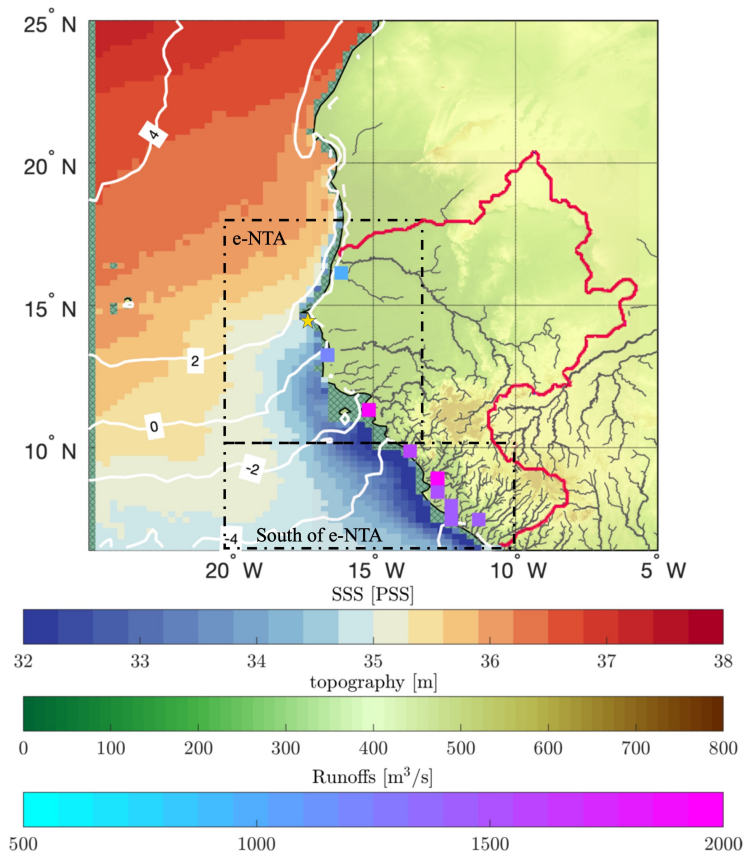 25° N
4
20° N
e-NTA
15° N
2
0
10° N
-2
-4
South of e-NTA
20° W 15° W 10° W 5° W
SSS [PSS]
32 33 34 35 36 37 38
topography [m]
0 100 200 300 400 500 600 700 800
Runoffs [m³/s]
500 1000 1500 2000